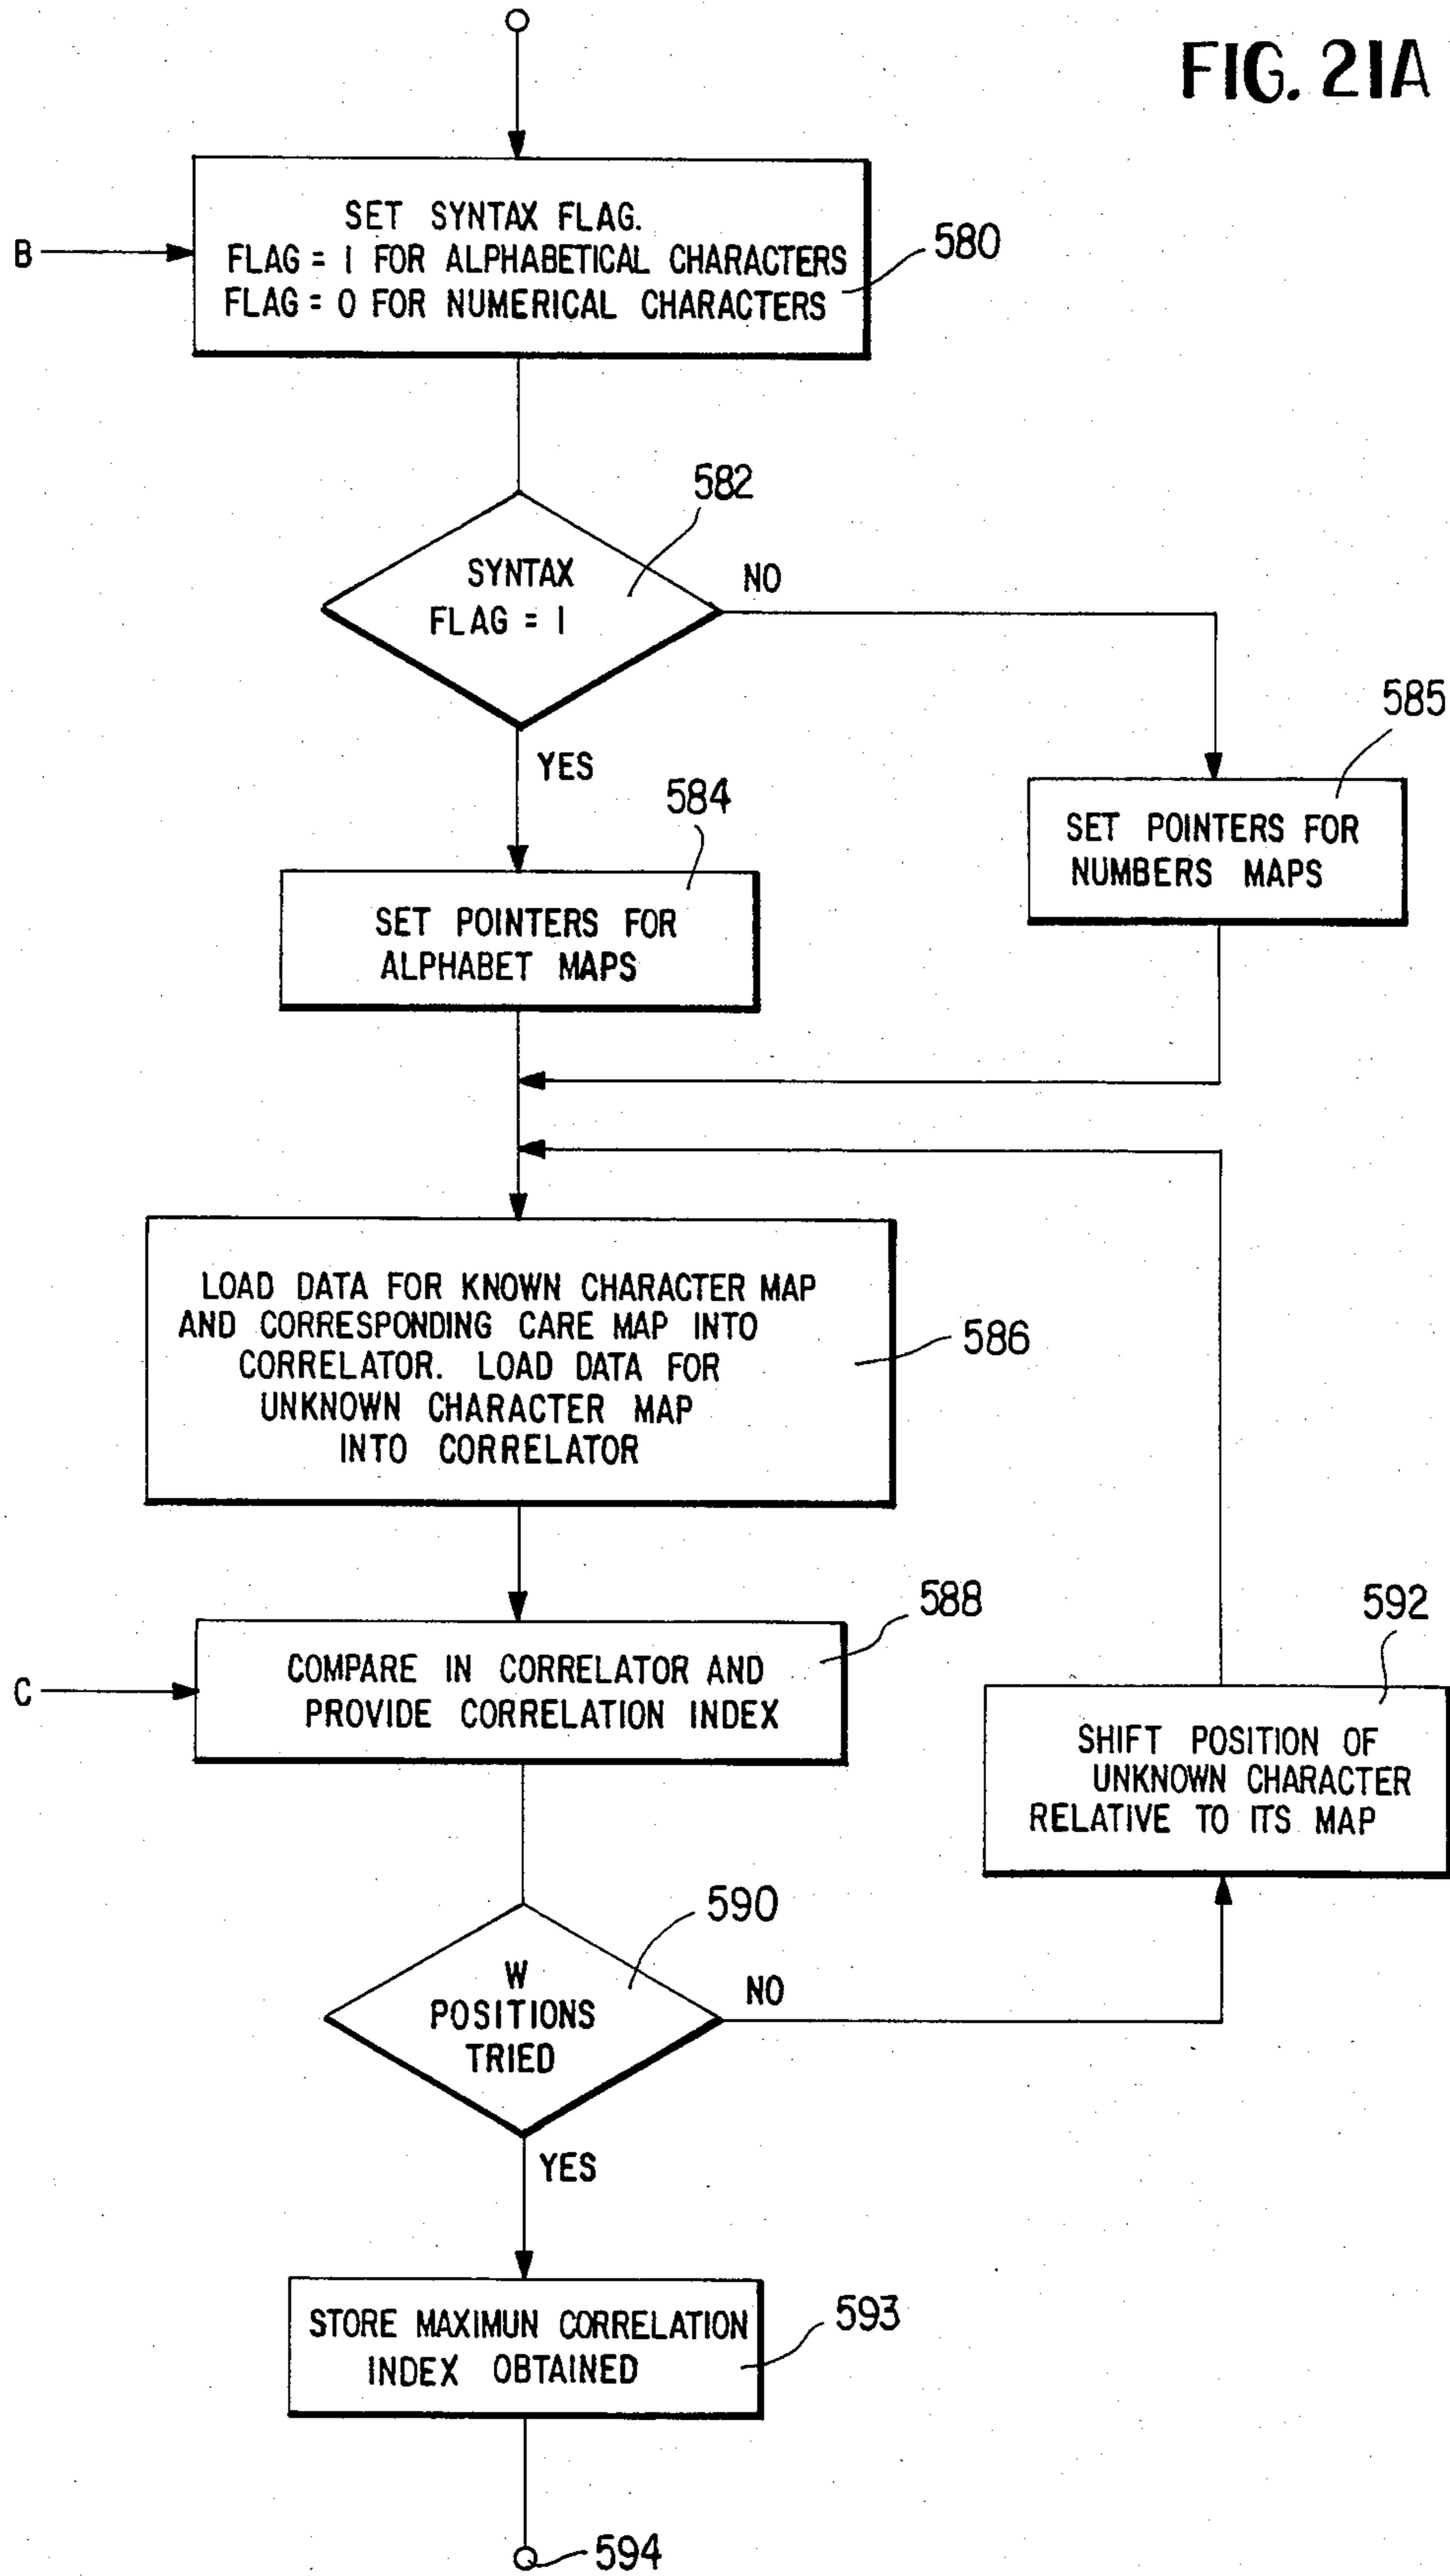 FIG. 21A
SET SYNTAX FLAG.
FLAG = 1 FOR ALPHABETICAL CHARACTERS
FLAG = 0 FOR NUMERICAL CHARACTERS
B
580
582
SYNTAX
FLAG = 1
NO
YES
585
SET POINTERS FOR
NUMBERS MAPS
584
SET POINTERS FOR
ALPHABET MAPS
LOAD DATA FOR KNOWN CHARACTER MAP
AND CORRESPONDING CARE MAP INTO
CORRELATOR. LOAD DATA FOR
UNKNOWN CHARACTER MAP
INTO CORRELATOR
586
588
C
COMPARE IN CORRELATOR AND
PROVIDE CORRELATION INDEX
592
SHIFT POSITION OF
UNKNOWN CHARACTER
RELATIVE TO ITS MAP
590
W
POSITIONS
TRIED
NO
YES
STORE MAXIMUN CORRELATION
INDEX OBTAINED
593
594